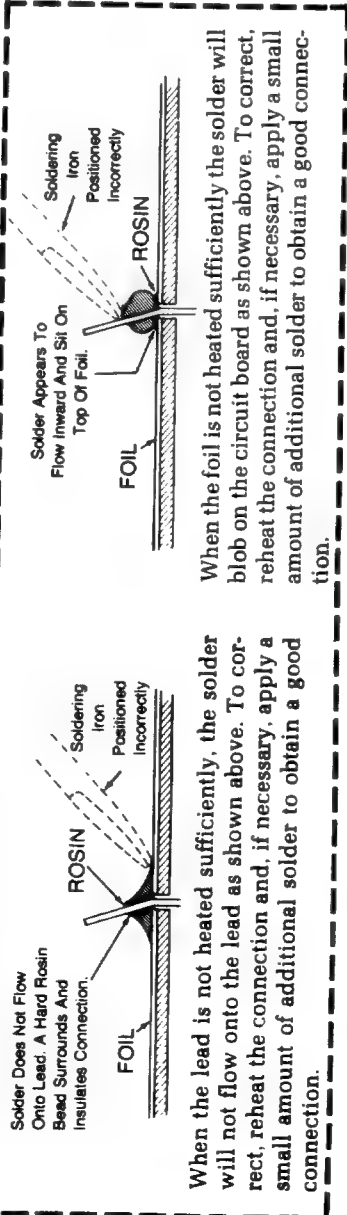 Solder Does Not Flow
Onto Lead. A Hard Rosin
Bead Surrounds And
Insulates Connection.
ROSIN
Soldering
Iron
Positioned
Incorrectly
FOIL
When the lead is not heated sufficiently, the solder
will not flow onto the lead as shown above. To cor-
rect, reheat the connection and, if necessary, apply a
small amount of additional solder to obtain a good
connection.
Solder Appears To
Flow Inward And Sit On
Top Of Foil.
Soldering
Iron
Positioned
Incorrectly
ROSIN
FOIL
When the foil is not heated sufficiently the solder will
blob on the circuit board as shown above. To correct,
reheat the connection and, if necessary, apply a small
amount of additional solder to obtain a good connec-
tion.